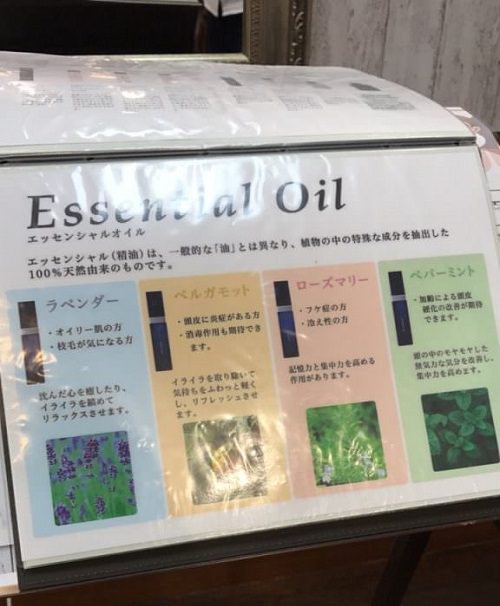 Essential Oil
エッセンシャルオイル
エッセンシャル(精油)は、一般的な「油」とは異なり、植物の中の特殊な成分を抽出した
100%天然由来のものです。
ラベンダー
・オイリー肌の方
・枝毛が気になる方
沈んだ心を癒したり、
イライラを鎮めて
リラックスさせます。
ベルガモット
・頭皮に炎症がある方
・消毒作用も期待でき
ます。
イライラを取り除いて
気持ちをふわっと軽く
し、リフレッシュさせま
す。
ローズマリー
・フケ症の方
・冷え性の方
記憶力と集中力を高める
作用があります。
ペパーミント
・加齢による頭皮
硬化の改善が期待
できます。
頭の中のモヤモヤした
無気力な気分を改善し、
集中力を高めます。